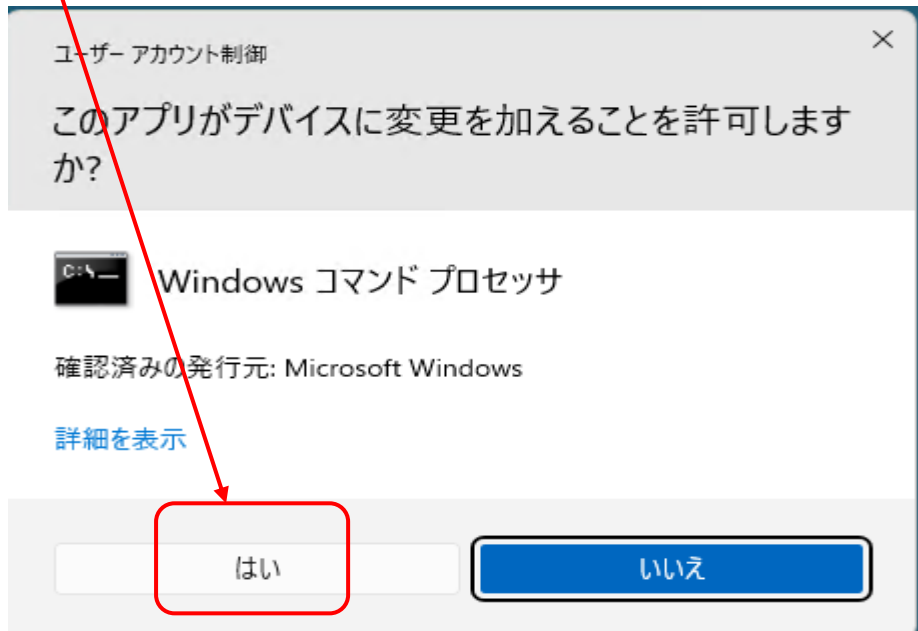 ユーザー アカウント制御
このアプリがデバイスに変更を加えることを許可します
か?
C:\
Windows コマンド プロセッサ
確認済みの発行元: Microsoft Windows
詳細を表示
はい
いいえ